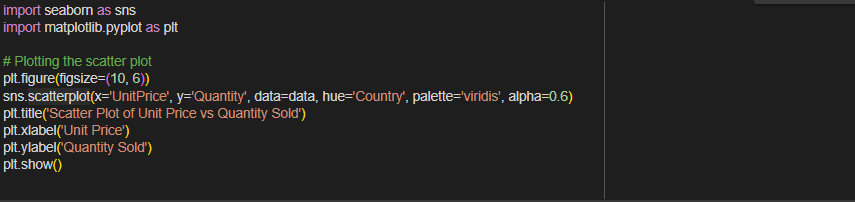 import seaborn as sns
import matplotlib.pyplot as plt
# Plotting the scatter plot
plt.figure(figsize=(10, 6))
sns.scatterplot(x='UnitPrice', y='Quantity', data=data, hue='Country', palette='viridis', alpha=0.6)
plt.title('Scatter Plot of Unit Price vs Quantity Sold')
plt.xlabel('Unit Price')
plt.ylabel('Quantity Sold')
plt.show()